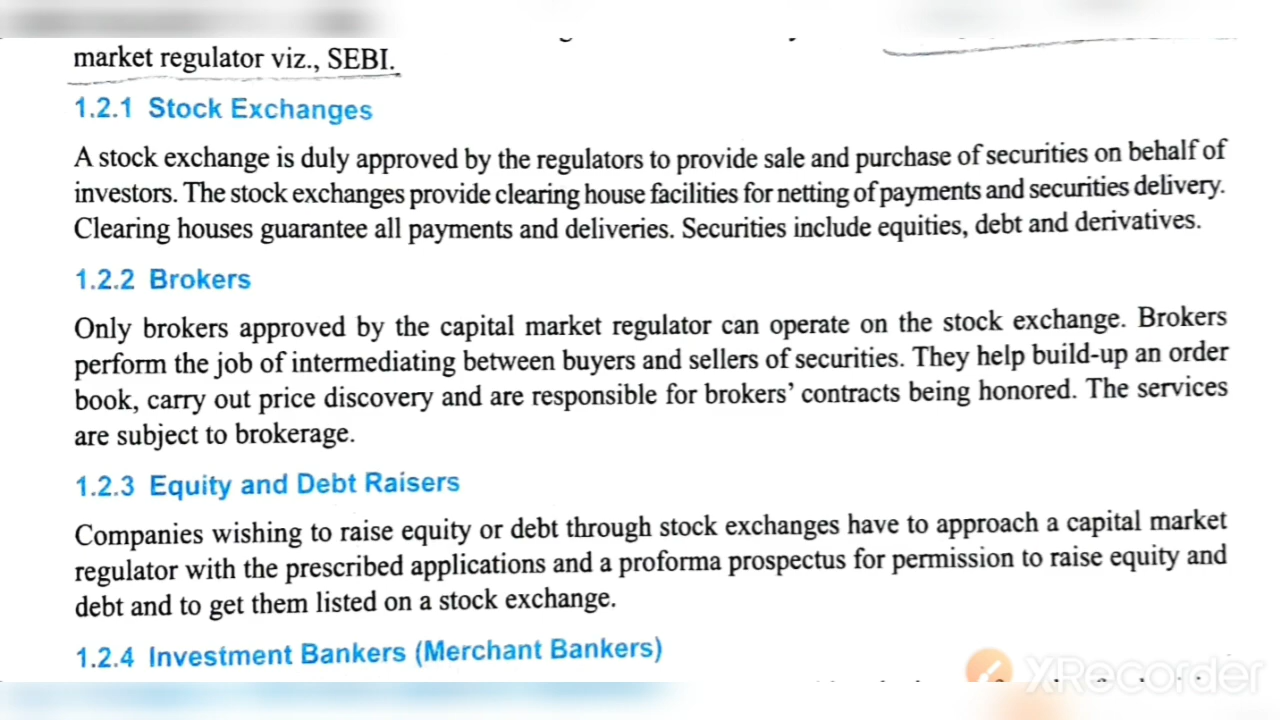 market regulator viz., SEBI.
1.2.1 Stock Exchanges
A stock exchange is duly approved by the regulators to provide sale and purchase of securities on behalf of
investors. The stock exchanges provide clearing house facilities for netting of payments and securities delivery.
Clearing houses guarantee all payments and deliveries. Securities include equities, debt and derivatives.
1.2.2 Brokers
Only brokers approved by the capital market regulator can operate on the stock exchange. Brokers
perform the job of intermediating between buyers and sellers of securities. They help build-up an order
book, carry out price discovery and are responsible for brokers' contracts being honored. The services
are subject to brokerage.
1.2.3 Equity and Debt Raisers
Companies wishing to raise equity or debt through stock exchanges have to approach a capital market
regulator with the prescribed applications and a proforma prospectus for permission to raise equity and
debt and to get them listed on a stock exchange.
1.2.4 Investment Bankers (Merchant Bankers)
XRecorder